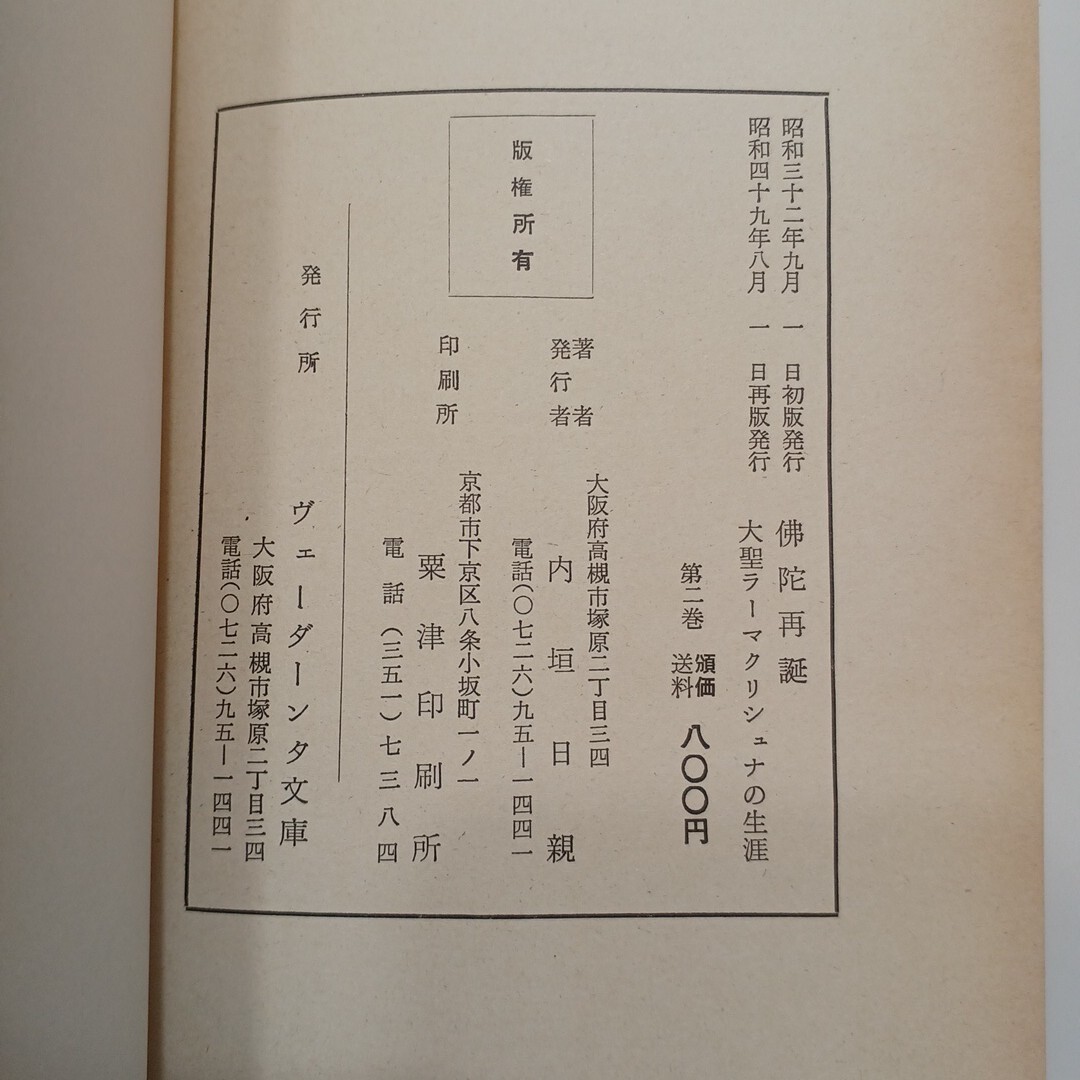 昭和三十二年九月一日初版発行
昭和四十九年八月一日再版発行
佛陀再誕
大聖ラーマクリシュナの生涯
第二巻
頒価
送料
八〇〇円
版権所有
著者
発行者
大阪府高槻市塚原二丁目三四
内垣日親
電話(〇七二六)九五―一四四一
印刷所
京都市下京区八条小坂町一ノ一
粟津印刷所
電話(三五一)七三八四
発行所
ヴェーダーンタ文庫
大阪府高槻市塚原二丁目三四
電話(〇七二六)九五―一四四一